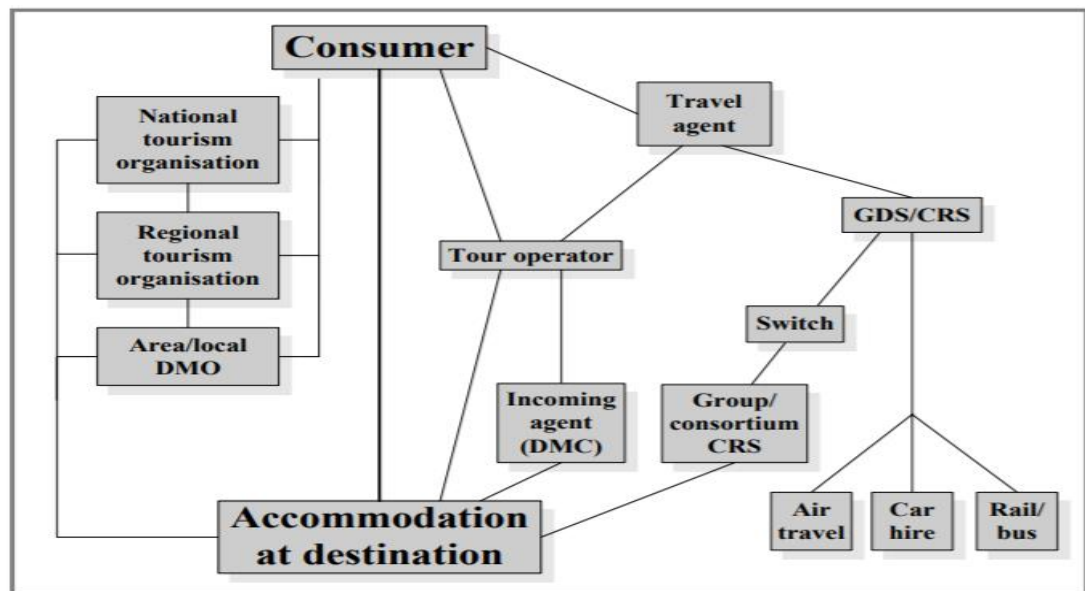 Consumer
Travel
agent
National
tourism
organisation
GDS/CRS
Regional
tourism
organisation
Tour operator
Switch
Area/local
DMO
Incoming
agent
(DMC)
Group/
consortium
CRS
Accommodation
at destination
Air
travel
Car
hire
Rail/
bus